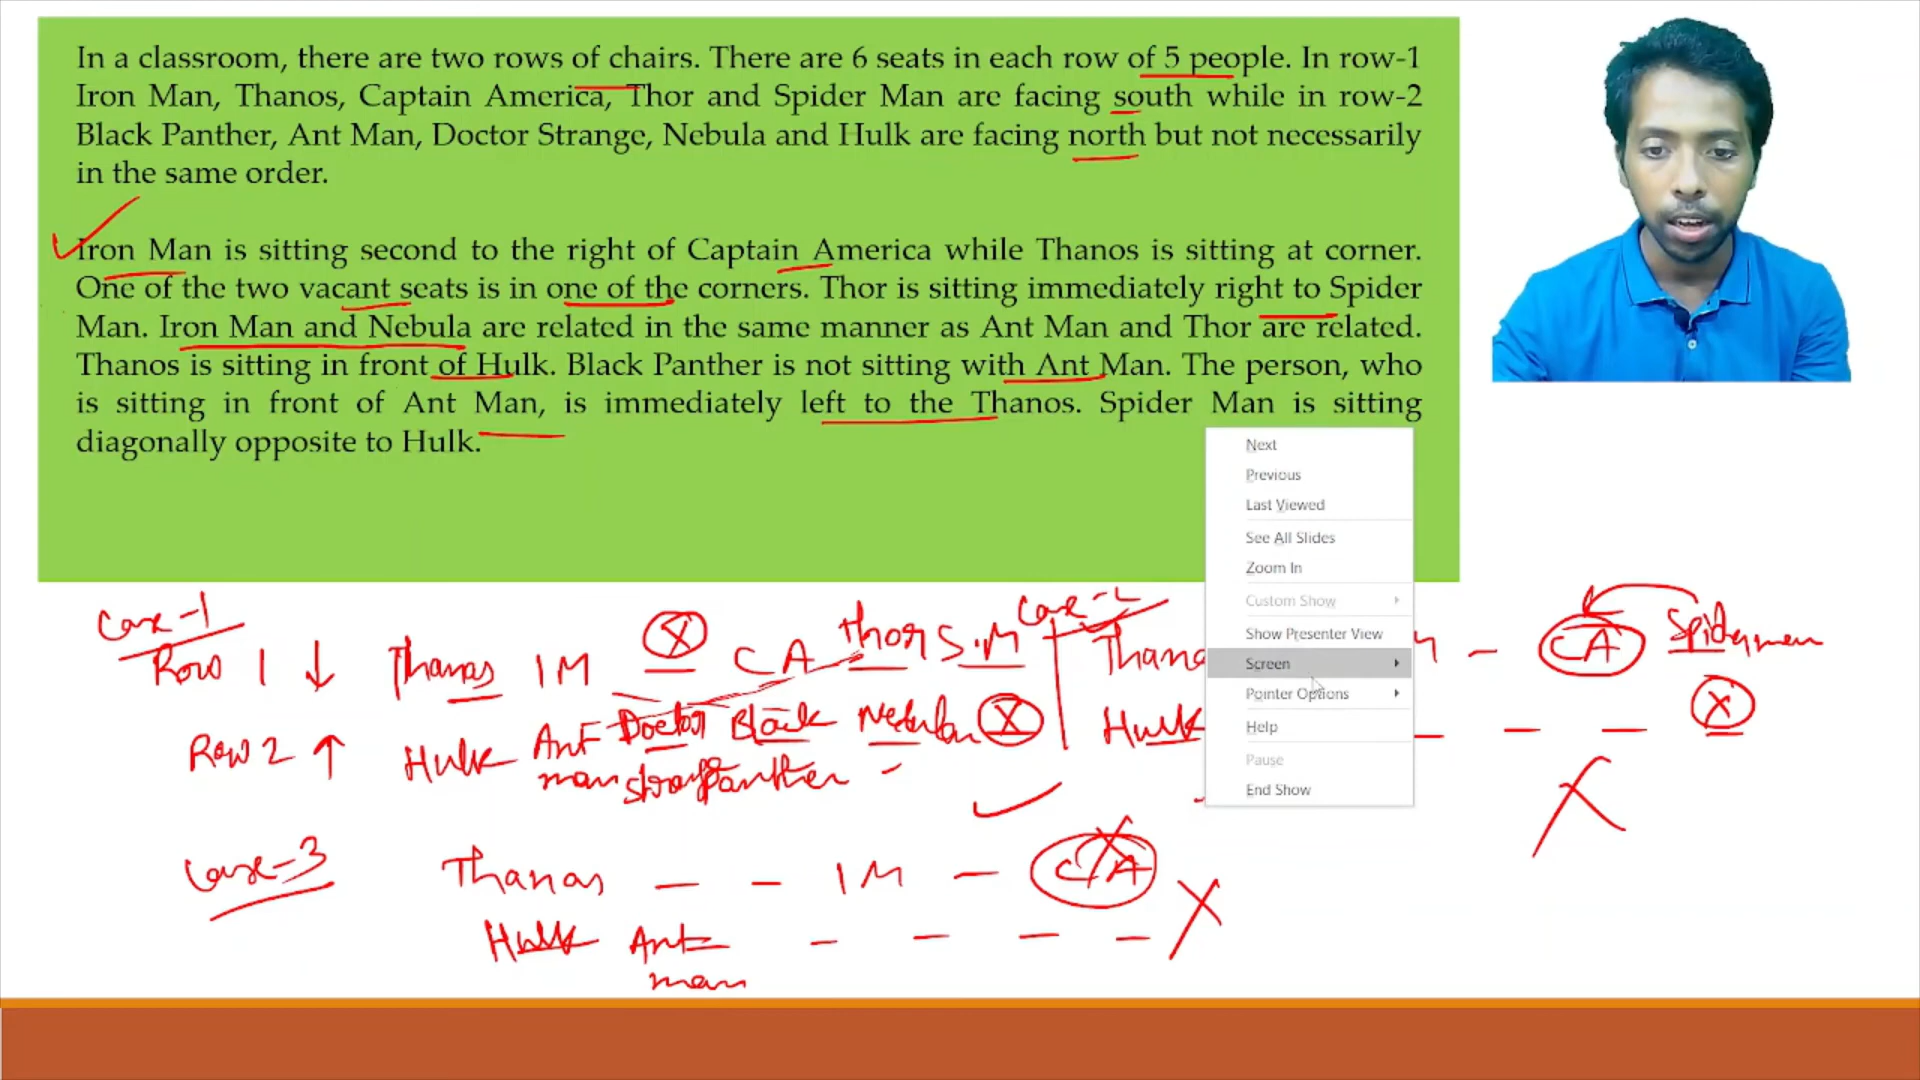 In a classroom, there are two rows of chairs. There are 6 seats in each row of 5 people. In row-1
Iron Man, Thanos, Captain America, Thor and Spider Man are facing south while in row-2
Black Panther, Ant Man, Doctor Strange, Nebula and Hulk are facing north but not necessarily
in the same order.
Iron Man is sitting second to the right of Captain America while Thanos is sitting at corner.
One of the two vacant seats is in one of the corners. Thor is sitting immediately right to Spider
Man. Iron Man and Nebula are related in the same manner as Ant Man and Thor are related.
Thanos is sitting in front of Hulk. Black Panther is not sitting with Ant Man. The person, who
is sitting in front of Ant Man, is immediately left to the Thanos. Spider Man is sitting
diagonally opposite to Hulk.
Next
Previous
Last Viewed
See All Slides
Zoom In
Custom Show
Show Presenter View
Screen
Pointer Options
Help
Pause
End Show
Case-1
Row 1 ↓ Thanos IM X CA Thor S.M
Row 2 ↑ Hulk Ant man Doctor strange Black Panther Nebula X
Case-2
CA Spiderman
Hulk X
Case-3 Thanos IM CA
Hulk Ant man